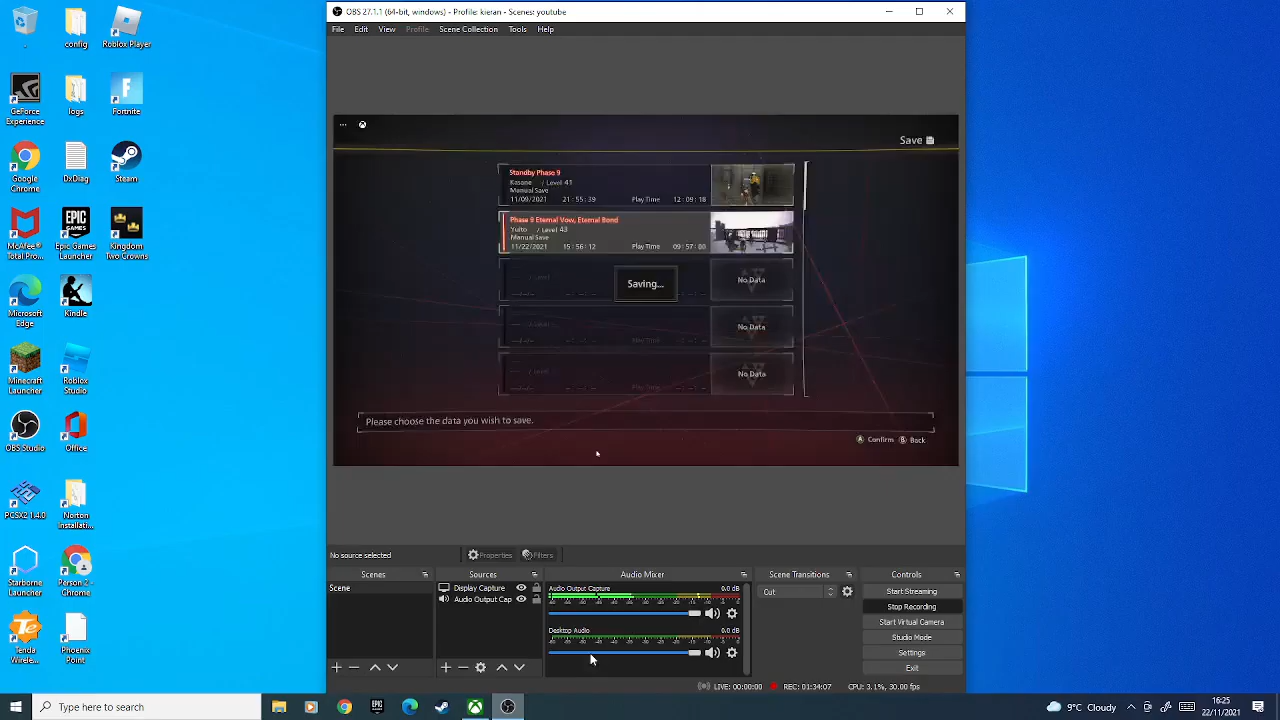 OBS 27.1.1 (64-bit, windows) - Profile: kieran - Scenes: youtube
File Edit View Profile Scene Collection Tools Help
config
Roblox Player
GeForce Experience
logs
Fortnite
Google Chrome
DxDiag
Steam
McAfee® Total Pro...
Epic Games Launcher
Kingdom Two Crowns
Microsoft Edge
Kindle
Minecraft Launcher
Roblox Studio
OBS Studio
Office
PCSX2 1.4.0
Norton Installati...
Starborne Launcher
Person 2 -
Chrome
Tenda Wirele...
Phoenix Point
Save
Standby Phase 9
Kasane / Level 41
Manual Save
11/09/2021 21:55:39 Play Time 12:09:18
Phase 9 Eternal Vow, Eternal Bond
Yuito / Level 43
Manual Save
11/22/2021 15:56:12 Play Time 09:57:00
Saving...
No Data
No Data
No Data
Please choose the data you wish to save.
A Confirm B Back
No source selected
Properties Filters
Scenes Sources Audio Mixer Scene Transitions Controls
Scene
Display Capture
Audio Output Cap
Audio Output Capture 0.0 dB
Desktop Audio 0.0 dB
Cut
Start Streaming
Stop Recording
Start Virtual Camera
Studio Mode
Settings
Exit
LIVE: 00:00:00 REC: 01:34:07 CPU: 3.1%, 30.00 fps
Type here to search
9°C Cloudy
16:25
22/11/2021